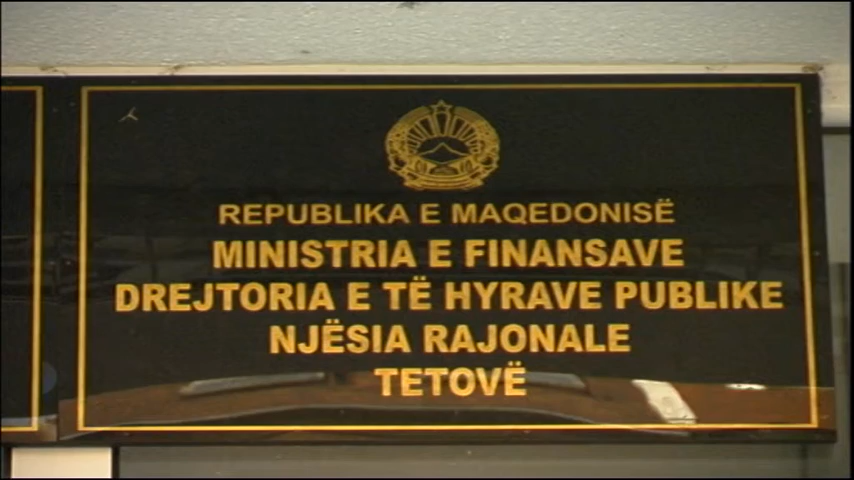 REPUBLIKA E MAQEDONISË
MINISTRIA E FINANSAVE
DREJTORIA E TË HYRAVE PUBLIKE
NJËSIA RAJONALE
TETOVË